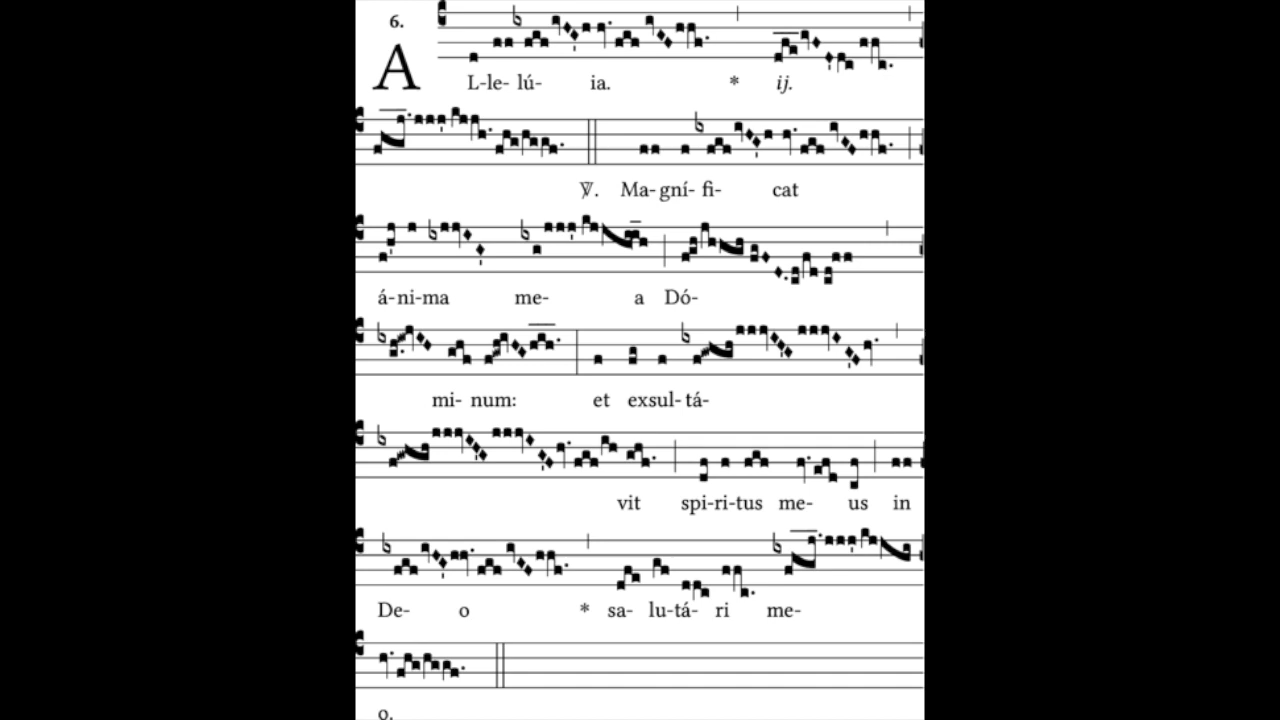 6.
AL-le- lú- ia. * ij.
℣. Ma-gní- fi- cat
á-ni-ma me- a Dó-
mi- num: et exsul-tá-
vit spi-ri-tus me- us in
De- o * sa- lu-tá- ri me-
o.